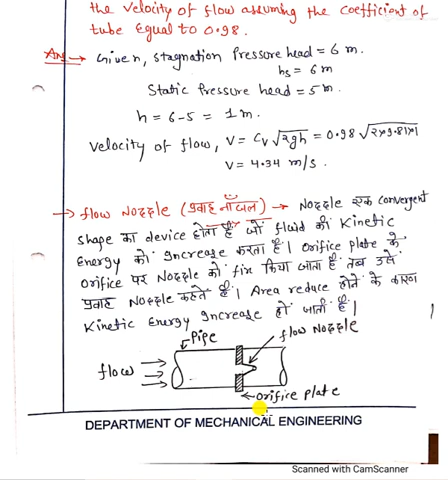 the velocity of flow assuming the coefficient of
tube equal to 0.98.
Ans → Given, stagnation Pressure head = 6 m.
hs = 6 m
Static Pressure head = 5 m.
h = 6-5 = 1 m.
Velocity of flow, V = Cv √2gh = 0.98 √2×9.81×1
V = 4.34 m/s.
→ flow Nozzle (प्रवाह नॉजल) → Nozzle एक convergent
shape का device होता है जो fluid की Kinetic
Energy को Increase करता है। Orifice plate के
Orifice पर Nozzle को fix किया जाता है तब उसे
प्रवाह Nozzle कहते हैं। Area reduce होने के कारण
Kinetic Energy Increase हो जाती है।
Pipe
flow Nozzle
flow
orifice plate
DEPARTMENT OF MECHANICAL ENGINEERING
Scanned with CamScanner